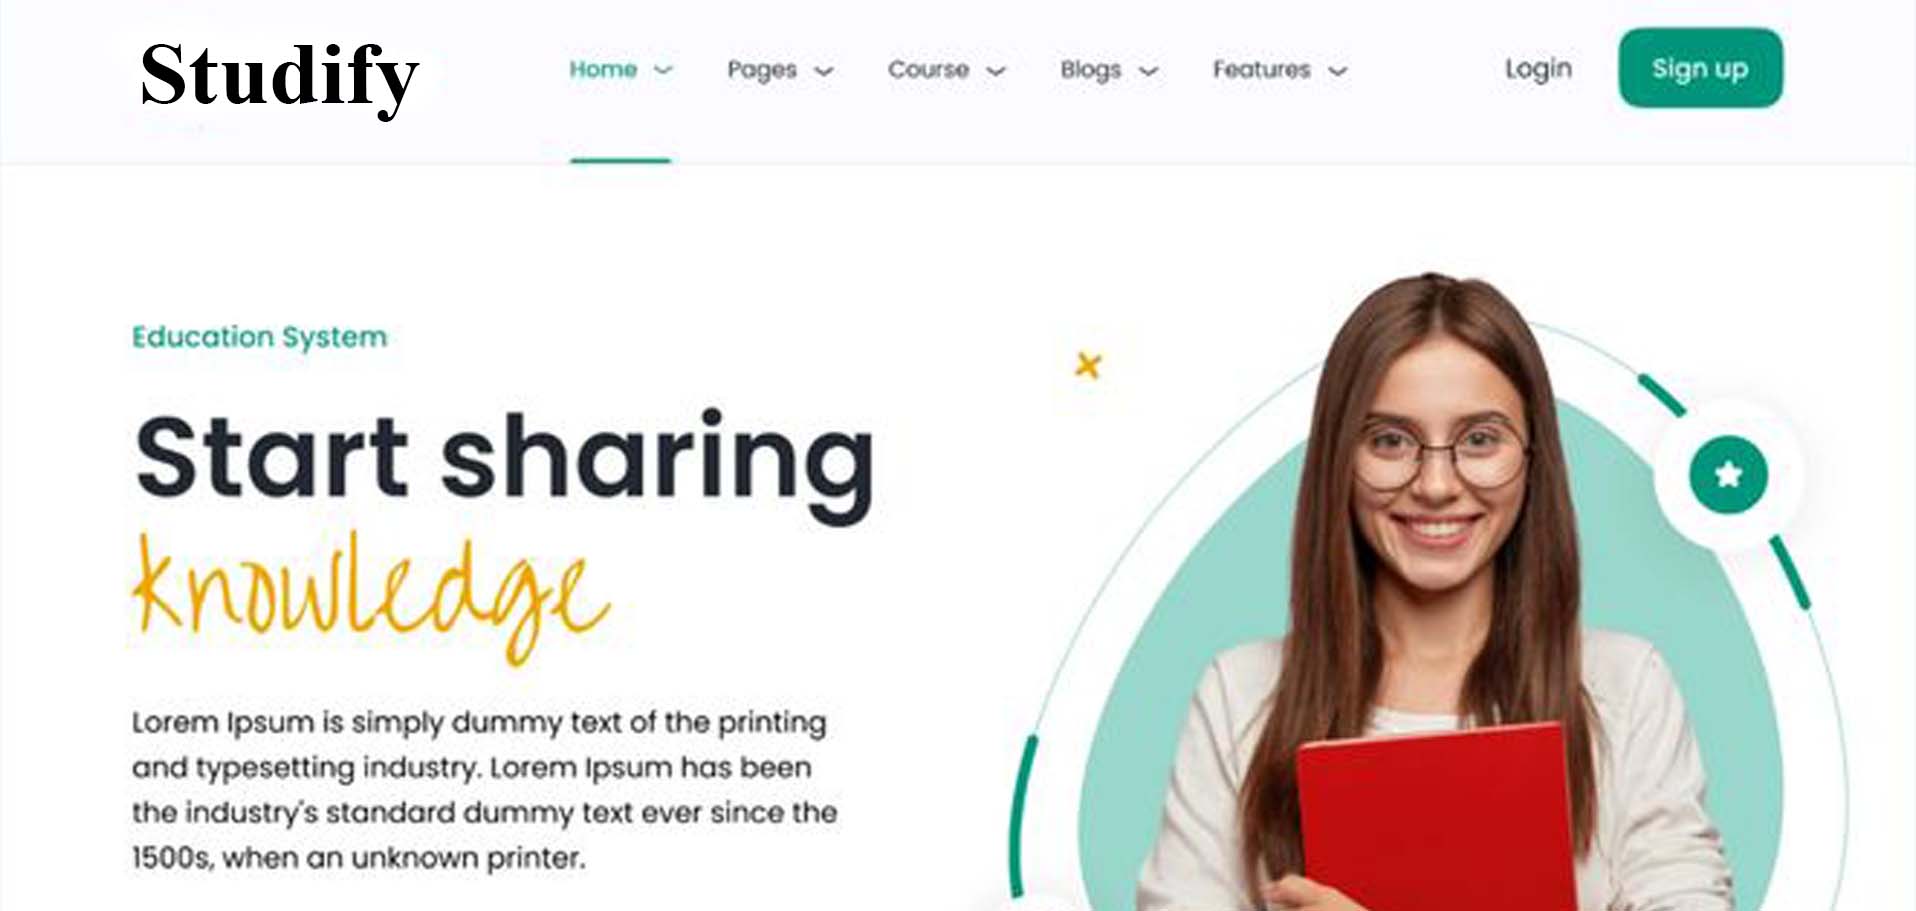 Studify
Home Pages Course Blogs Features Login Sign up
Education System
Start sharing
knowledge
Lorem Ipsum is simply dummy text of the printing
and typesetting industry. Lorem Ipsum has been
the industry's standard dummy text ever since the
1500s, when an unknown printer.